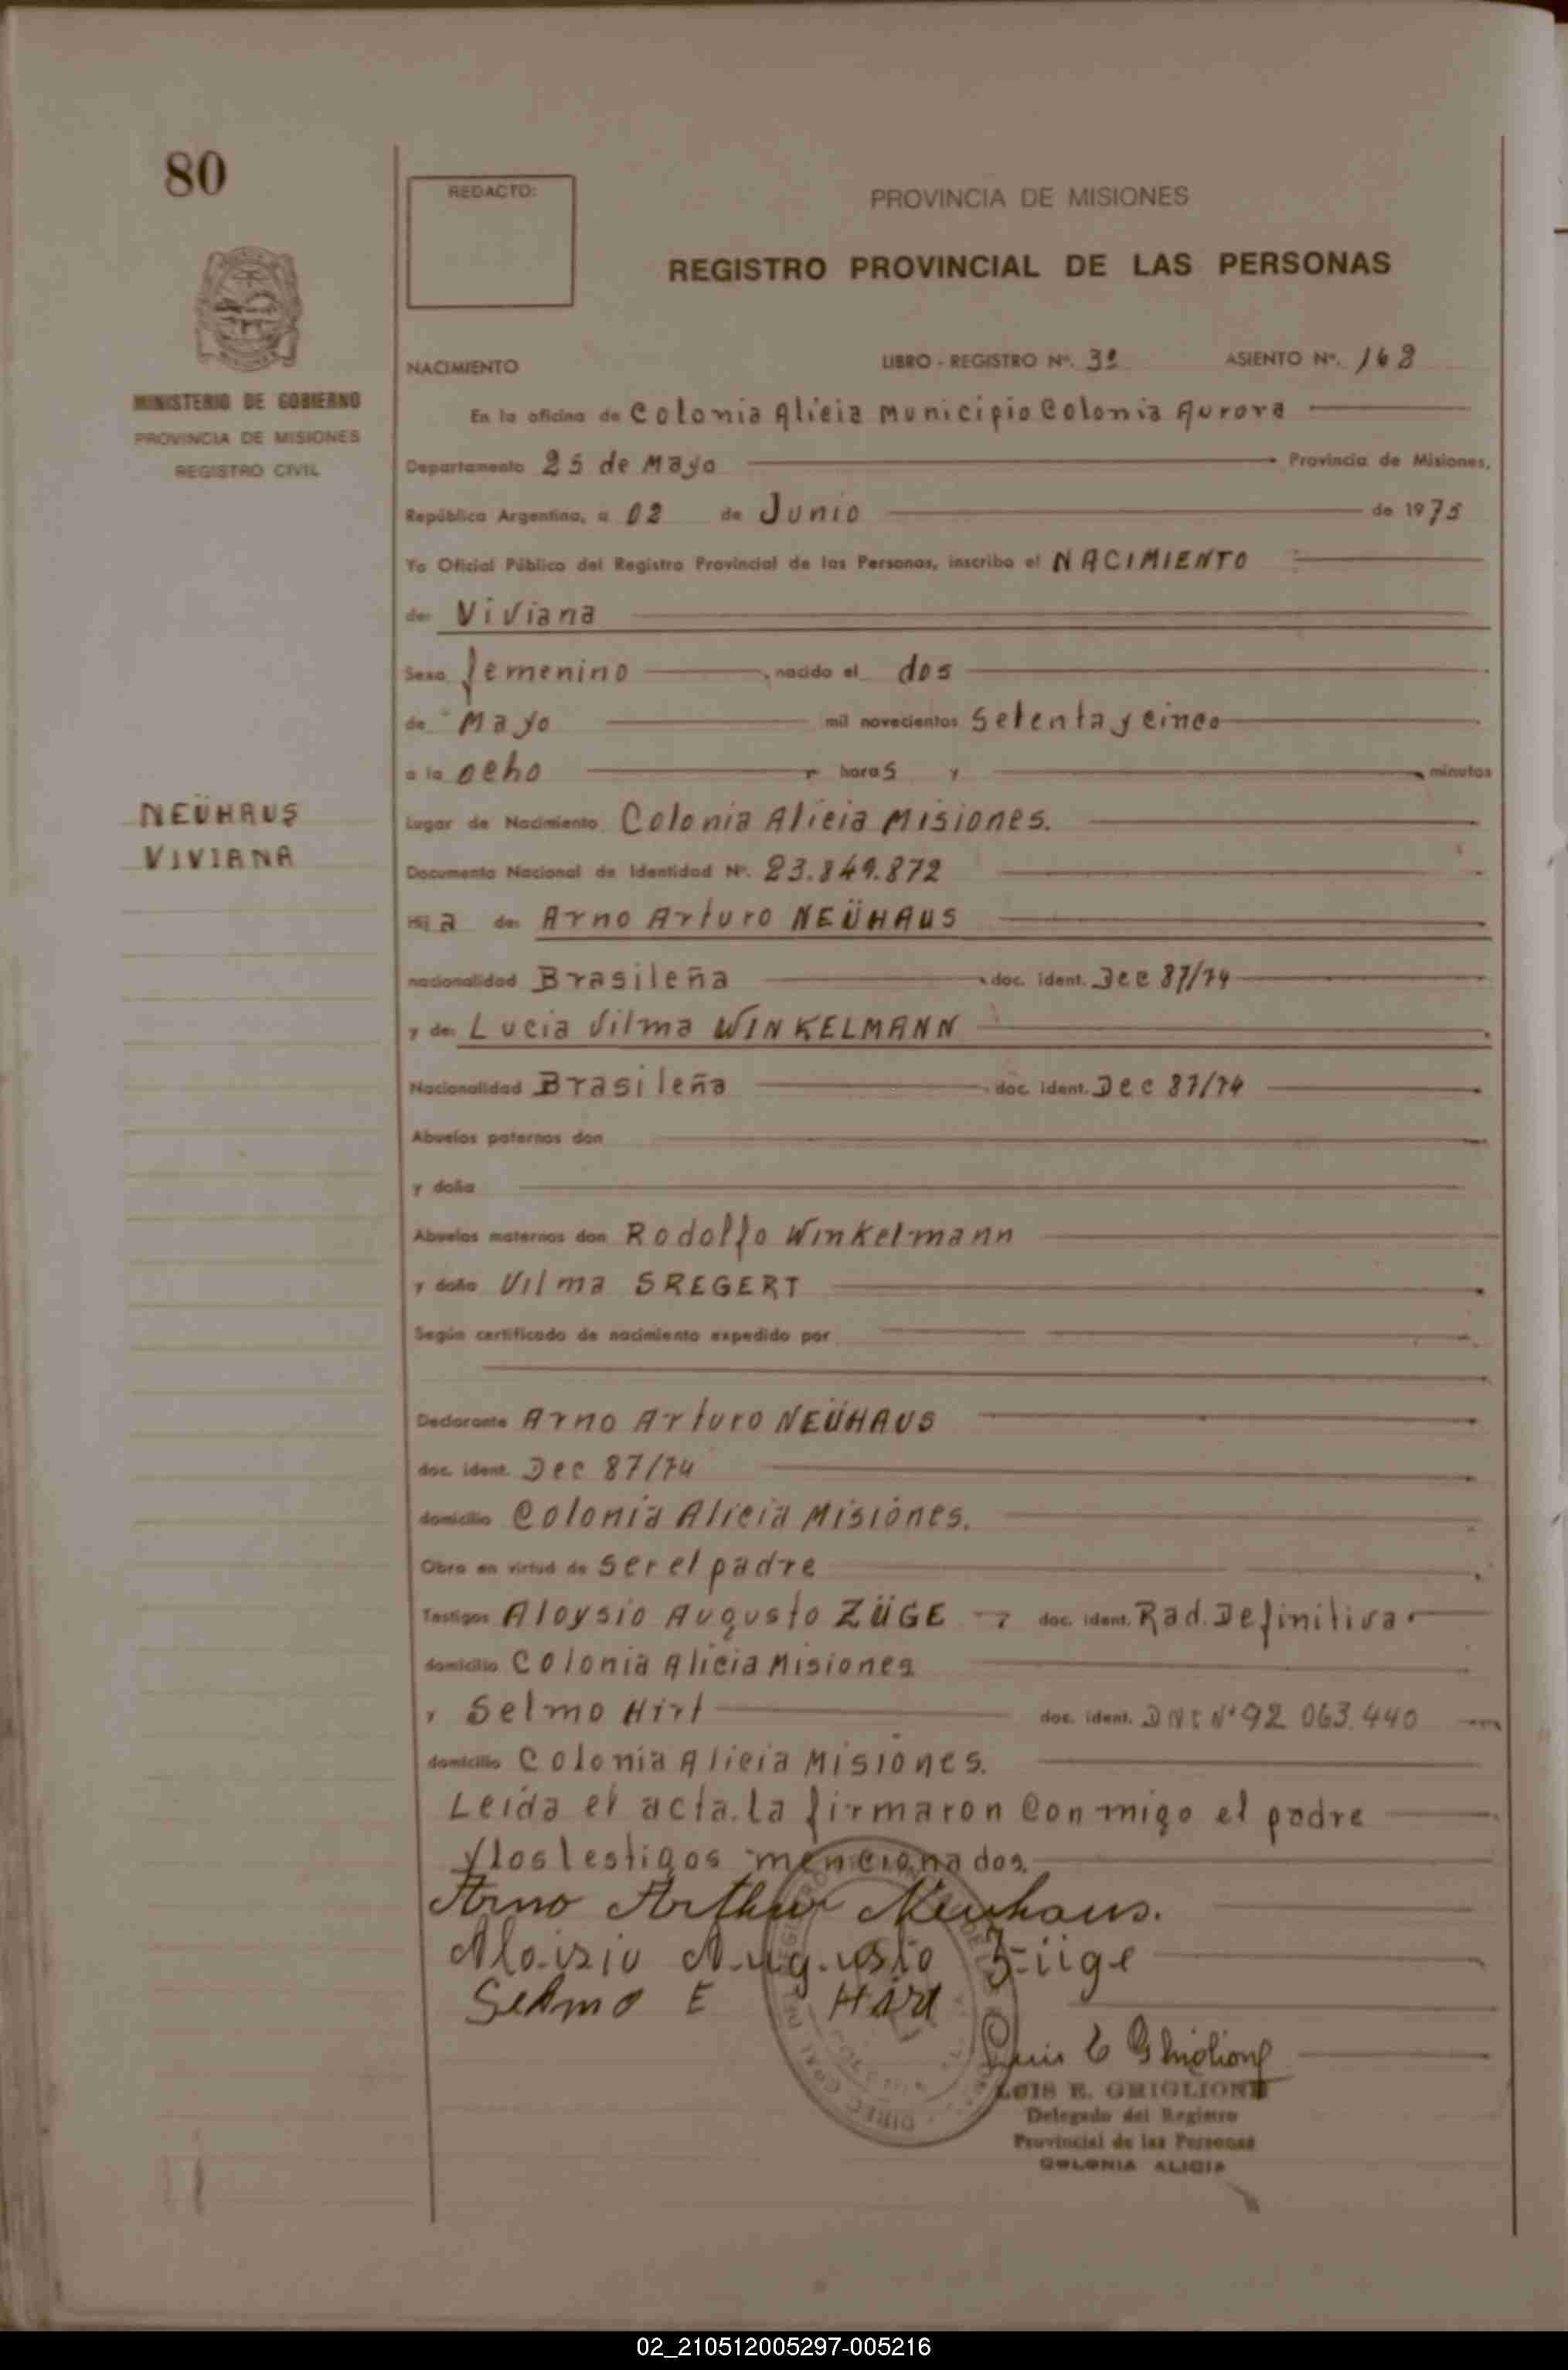 80
REDACTO:
PROVINCIA DE MISIONES
REGISTRO PROVINCIAL DE LAS PERSONAS
MINISTERIO DE GOBIERNO
PROVINCIA DE MISIONES
REGISTRO CIVIL
NACIMIENTO LIBRO - REGISTRO Nº. 3º ASIENTO Nº. 168
En la oficina de Colonia Alicia Municipio Colonia Aurora
Departamento 25 de Mayo Provincia de Misiones,
República Argentina, a 02 de Junio de 1975
Yo Oficial Público del Registro Provincial de las Personas, inscribo el NACIMIENTO
de: Viviana
Sexo femenino, nacido el dos
de Mayo mil novecientos Setenta y cinco
a la ocho horas y minutos
NEÜHAUS
VIVIANA
Lugar de Nacimiento Colonia Alicia Misiones.
Documento Nacional de Identidad Nº. 23.849.872
Hija de: Arno Arturo NEÜHAUS
nacionalidad Brasileña doc. ident. Dec 87/74
y de: Lucia Vilma WINKELMANN
Nacionalidad Brasileña doc. ident. Dec 87/74
Abuelos paternos don
y doña
Abuelos maternos don Rodolfo Winkelmann
y doña Vilma SREGERT
Según certificado de nacimiento expedido por
Declarante Arno Arturo NEÜHAUS
doc. ident. Dec 87/74
domicilio Colonia Alicia Misiones.
Obra en virtud de ser el padre
Testigos Aloysio Augusto ZÜGE doc. ident. Rad. Definitiva
domicilio Colonia Alicia Misiones
y Selmo Hirt doc. ident. DNI Nº 92 063.440
domicilio Colonia Alicia Misiones.
Leida el acta. la firmaron conmigo el padre
y los testigos mencionados.
Arno Arthur Neuhaus.
Aloisio Augusto Züge
Selmo E Hirt
LUIS E. GHIGLIONE
Delegado del Registro
Provincial de las Personas
COLONIA ALICIA
02_210512005297-005216